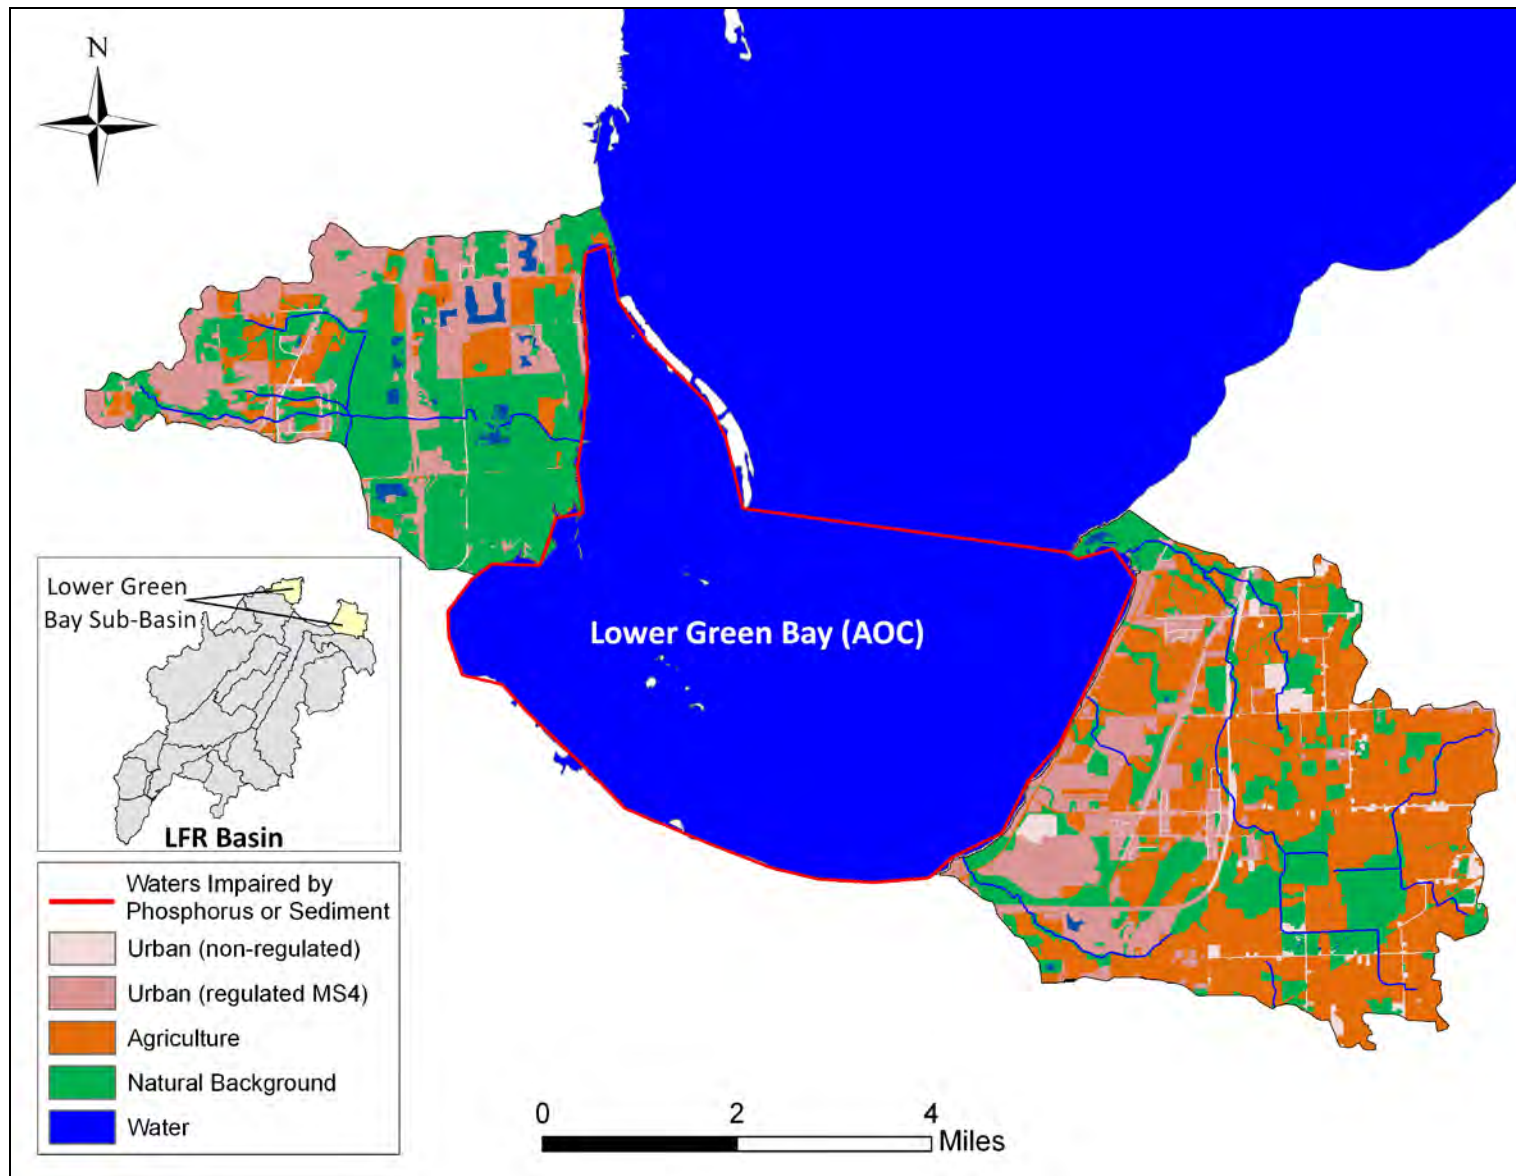 N
Lower Green Bay (AOC)
Lower Green
Bay Sub-Basin
LFR Basin
Waters Impaired by
Phosphorus or Sediment
Urban (non-regulated)
Urban (regulated MS4)
Agriculture
Natural Background
Water
0 2 4
Miles